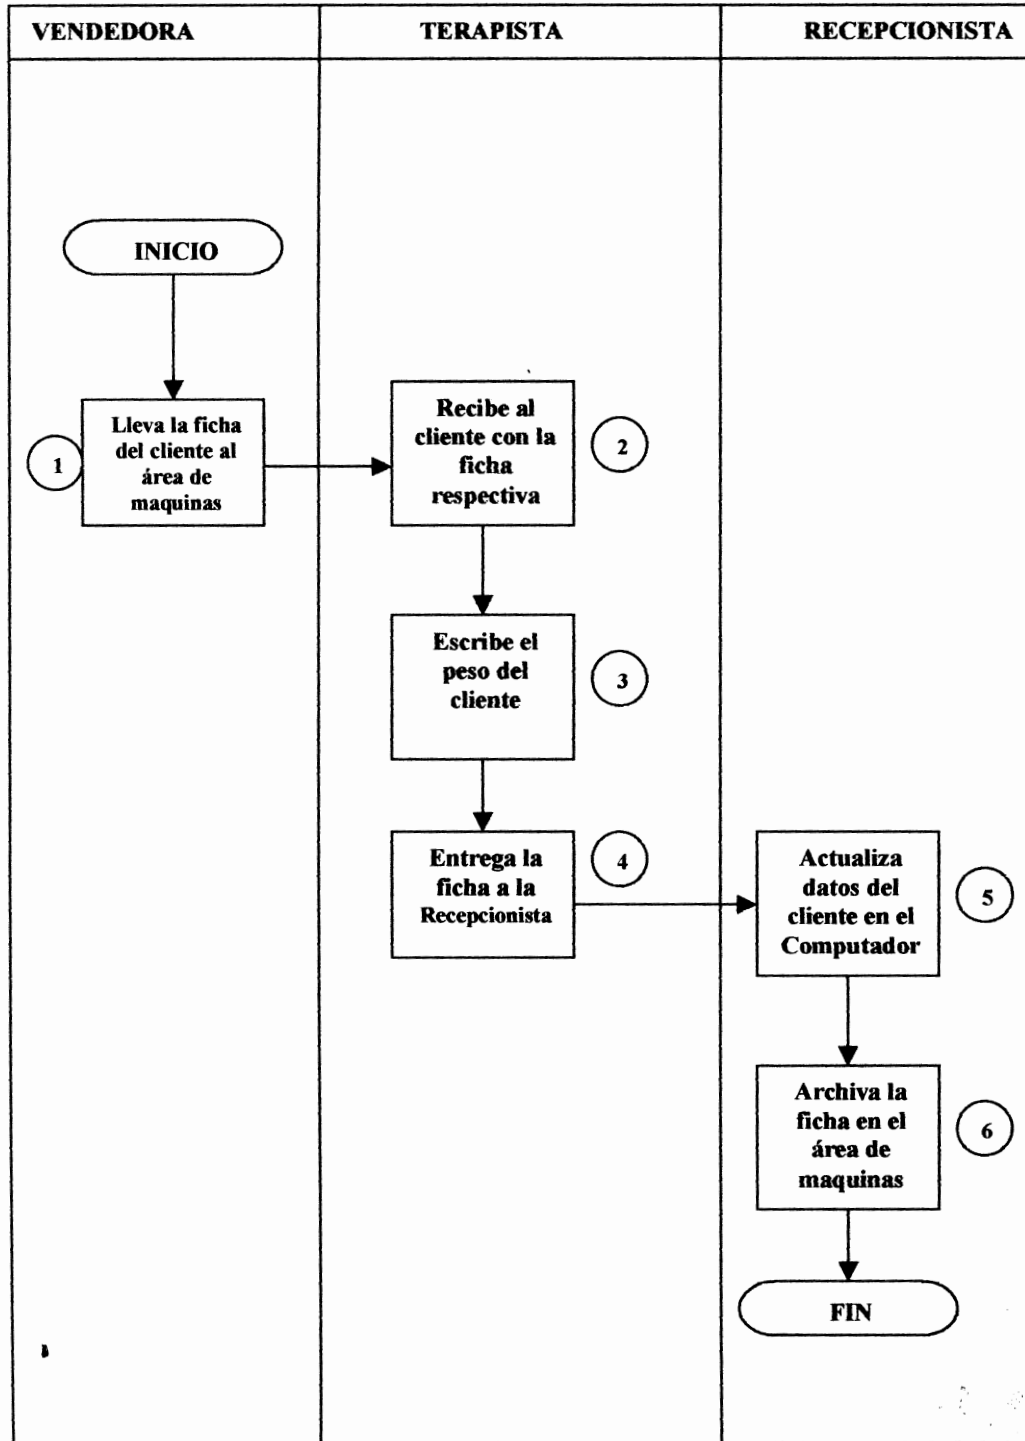 VENDEDORA
TERAPISTA
RECEPCIONISTA
INICIO
1
Lleva la ficha
del cliente al
área de
maquinas
Recibe al
cliente con la
ficha
respectiva
2
Escribe el
peso del
cliente
3
Entrega la
ficha a la
Recepcionista
4
Actualiza
datos del
cliente en el
Computador
5
Archiva la
ficha en el
área de
maquinas
6
FIN